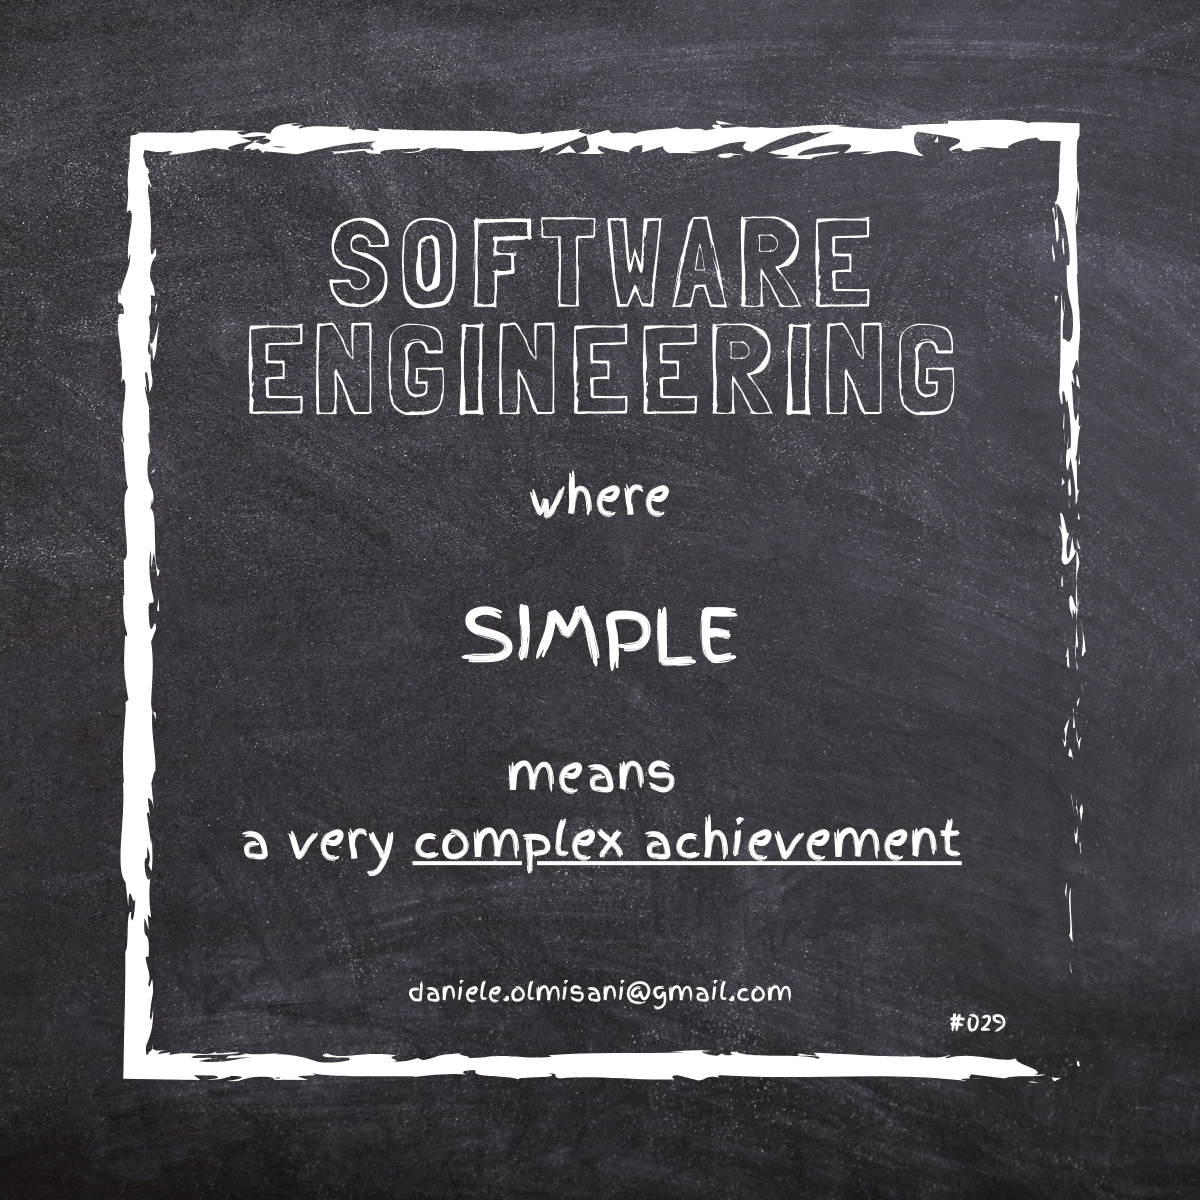 SOFTWARE
ENGINEERING
where
SIMPLE
means
a very complex achievement
daniele.olmisani@gmail.com
#029